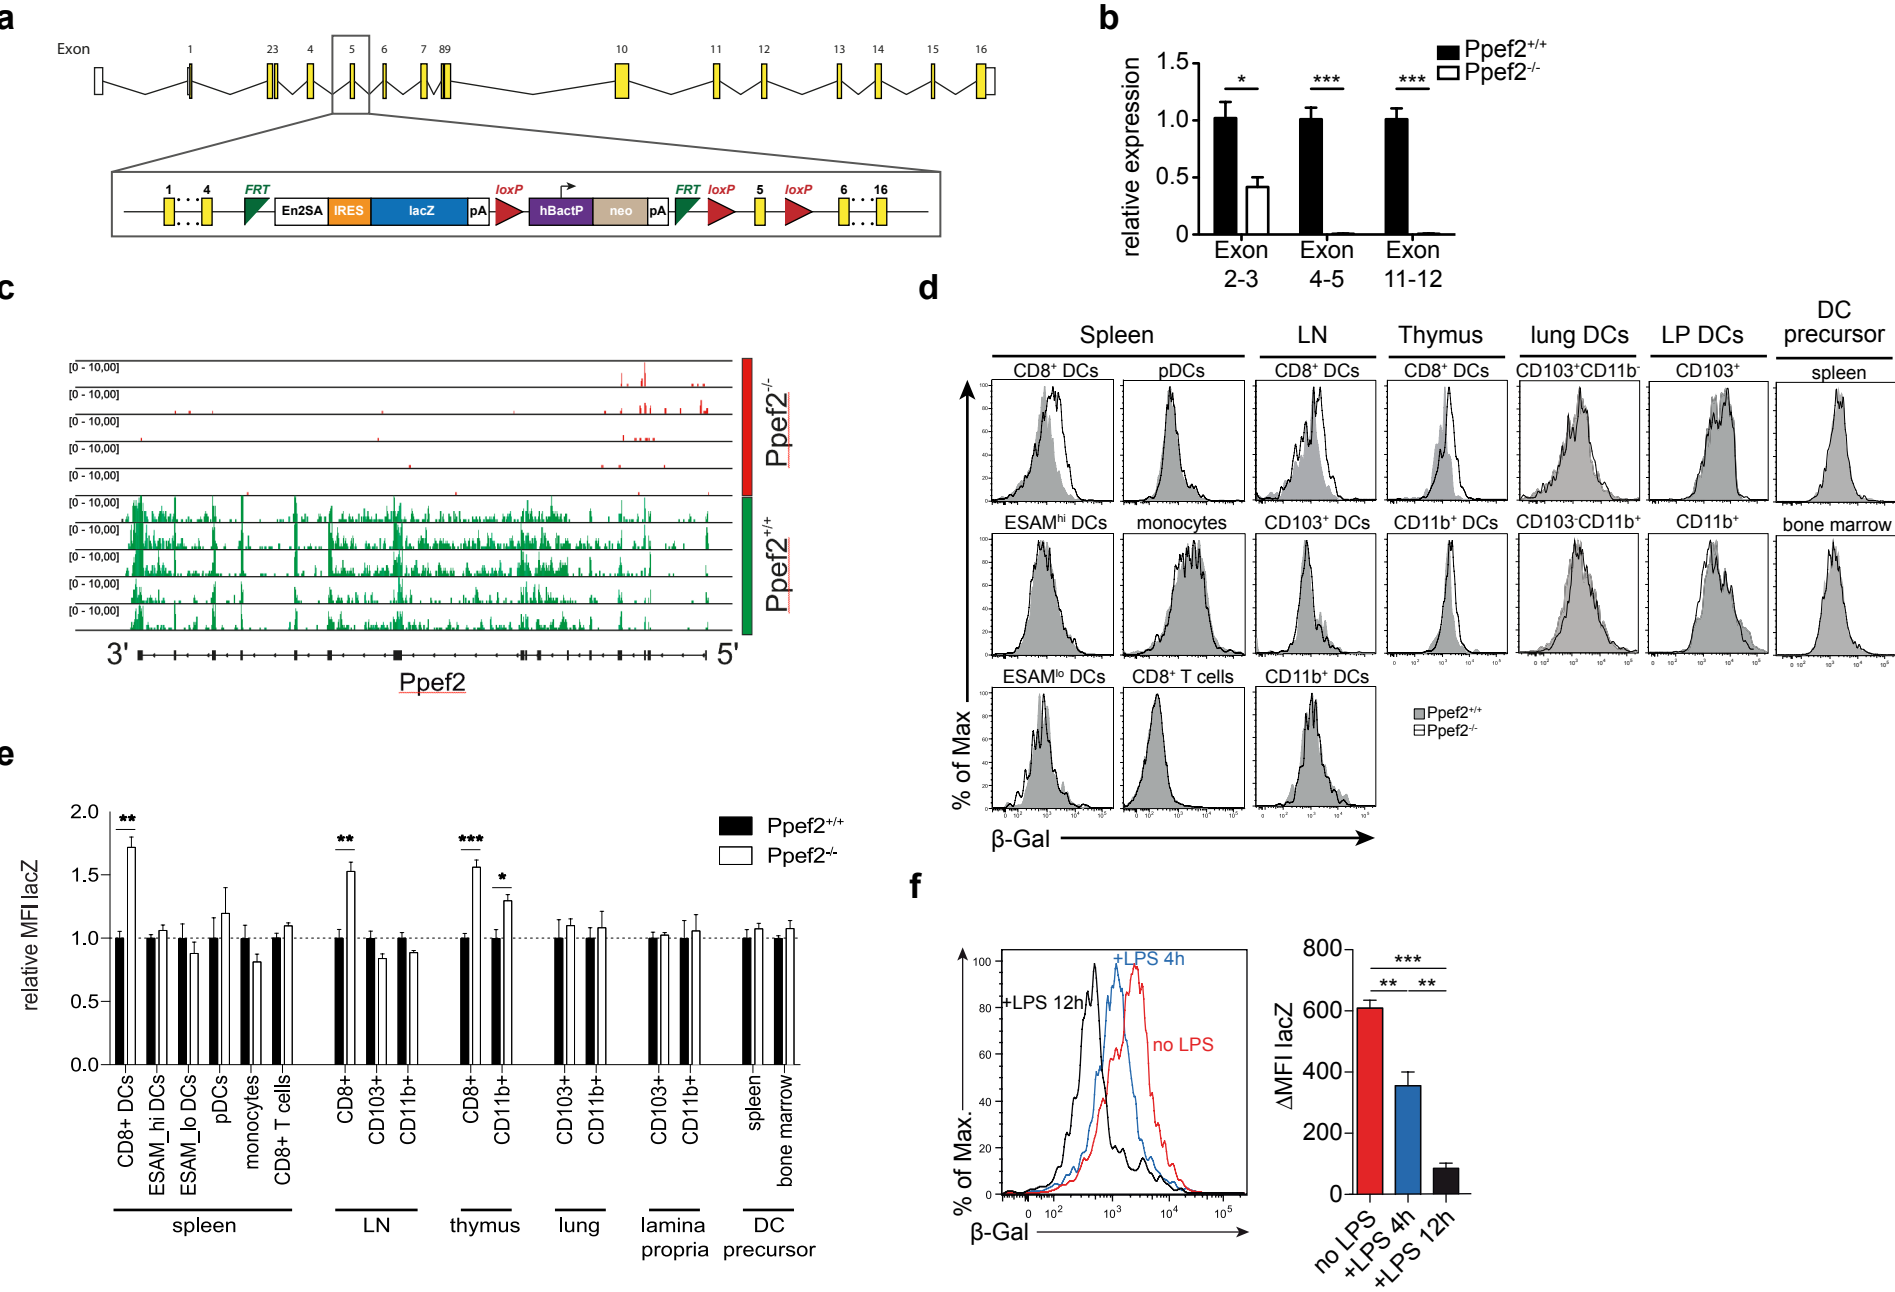 a
Exon
1 23 4 5 6 7 89 10 11 12 13 14 15 16
1 4 FRT En2SA IRES lacZ pA loxP hBactP neo pA FRT loxP 5 loxP 6 16
b
Ppef2+/+
Ppef2-/-
relative expression
1.5
1.0
0.5
0
* *** ***
Exon 2-3
Exon 4-5
Exon 11-12
c
[0 - 10,00]
[0 - 10,00]
[0 - 10,00]
[0 - 10,00]
[0 - 10,00]
[0 - 10,00]
[0 - 10,00]
[0 - 10,00]
[0 - 10,00]
[0 - 10,00]
Ppef2-/-
Ppef2+/+
3' 5'
Ppef2
d
Spleen LN Thymus lung DCs LP DCs DC precursor
CD8+ DCs pDCs CD8+ DCs CD8+ DCs CD103+CD11b- CD103+ spleen
ESAMhi DCs monocytes CD103+ DCs CD11b+ DCs CD103-CD11b+ CD11b+ bone marrow
ESAMlo DCs CD8+ T cells CD11b+ DCs
Ppef2+/+
Ppef2-/-
% of Max
β-Gal
e
relative MFI lacZ
2.0
1.5
1.0
0.5
0.0
** ** *** *
Ppef2+/+
Ppef2-/-
CD8+ DCs
ESAM_hi DCs
ESAM_lo DCs
pDCs
monocytes
CD8+ T cells
CD8+
CD103+
CD11b+
CD8+
CD11b+
CD103+
CD11b+
CD103+
CD11b+
spleen
bone marrow
spleen LN thymus lung lamina propria DC precursor
f
% of Max.
100
80
60
40
20
0
+LPS 4h
+LPS 12h
no LPS
0 10² 10³ 10⁴ 10⁵
β-Gal
ΔMFI lacZ
800
600
400
200
0
***
** **
no LPS
+LPS 4h
+LPS 12h